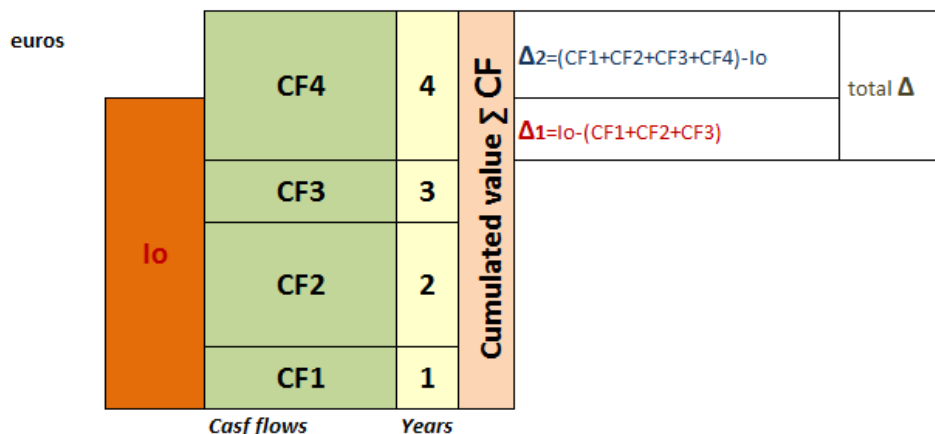 euros
CF4
4
Δ2=(CF1+CF2+CF3+CF4)-Io
total Δ
Δ1=Io-(CF1+CF2+CF3)
CF3
3
Io
CF2
2
Cumulated value ∑ CF
CF1
1
Casf flows
Years